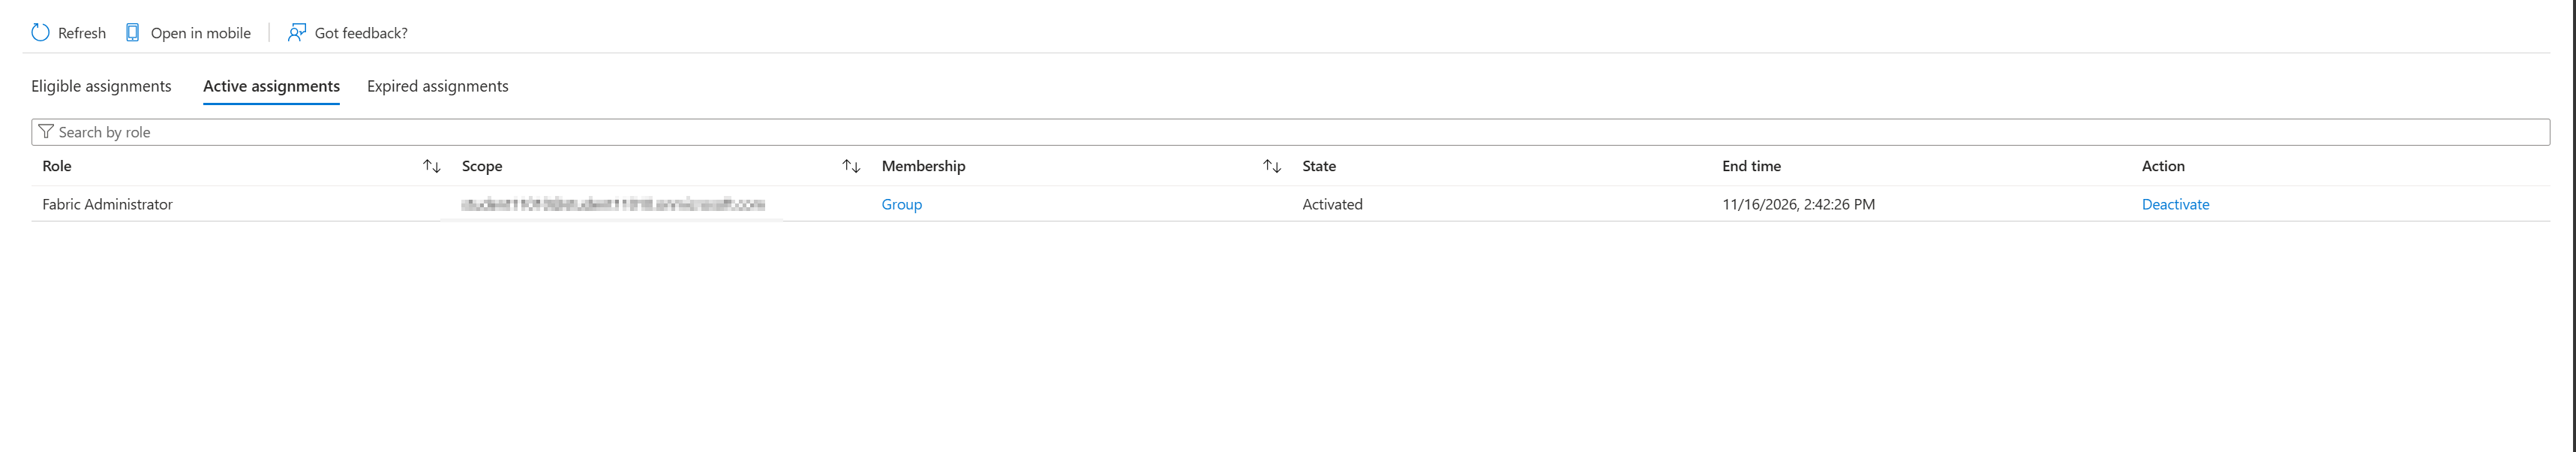 Refresh Open in mobile Got feedback?
Eligible assignments Active assignments Expired assignments
Search by role
Role Scope Membership State End time Action
Fabric Administrator Group Activated 11/16/2026, 2:42:26 PM Deactivate